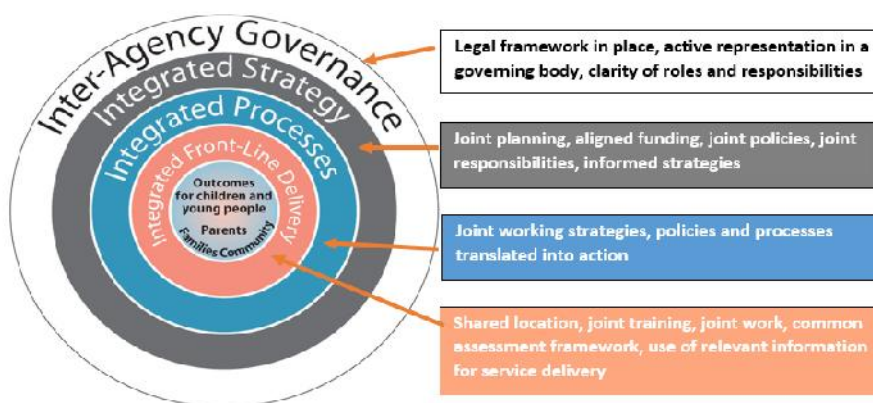 Inter-Agency Governance
Integrated Strategy
Integrated Processes
Integrated Front-Line Delivery
Outcomes
for children and
young people
Parents
Families Community
Legal framework in place, active representation in a
governing body, clarity of roles and responsibilities
Joint planning, aligned funding, joint policies, joint
responsibilities, informed strategies
Joint working strategies, policies and processes
translated into action
Shared location, joint training, joint work, common
assessment framework, use of relevant information
for service delivery